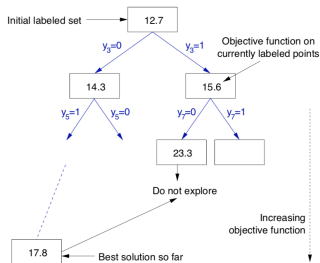 Initial labeled set
12.7
Objective function on
currently labeled points
y3=0
y3=1
14.3
15.6
y5=1
y5=0
y7=0
y7=1
23.3
Do not explore
Increasing
objective function
17.8
Best solution so far